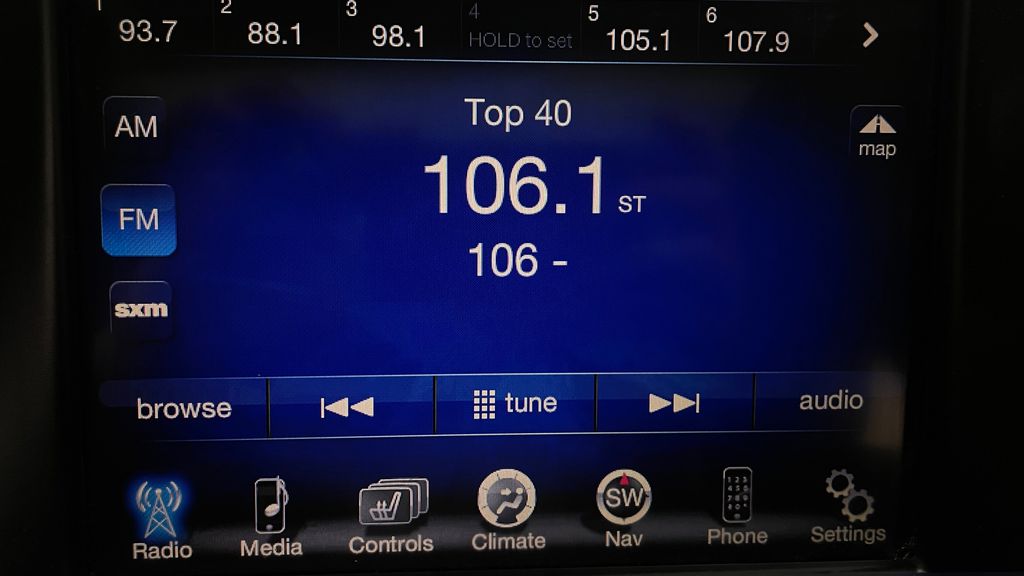 1 2 3 4 5 6
93.7 88.1 98.1 HOLD to set 105.1 107.9
AM
Top 40
map
106.1 ST
FM
106 -
sxm
browse tune audio
SW
Radio Media Controls Climate Nav Phone Settings